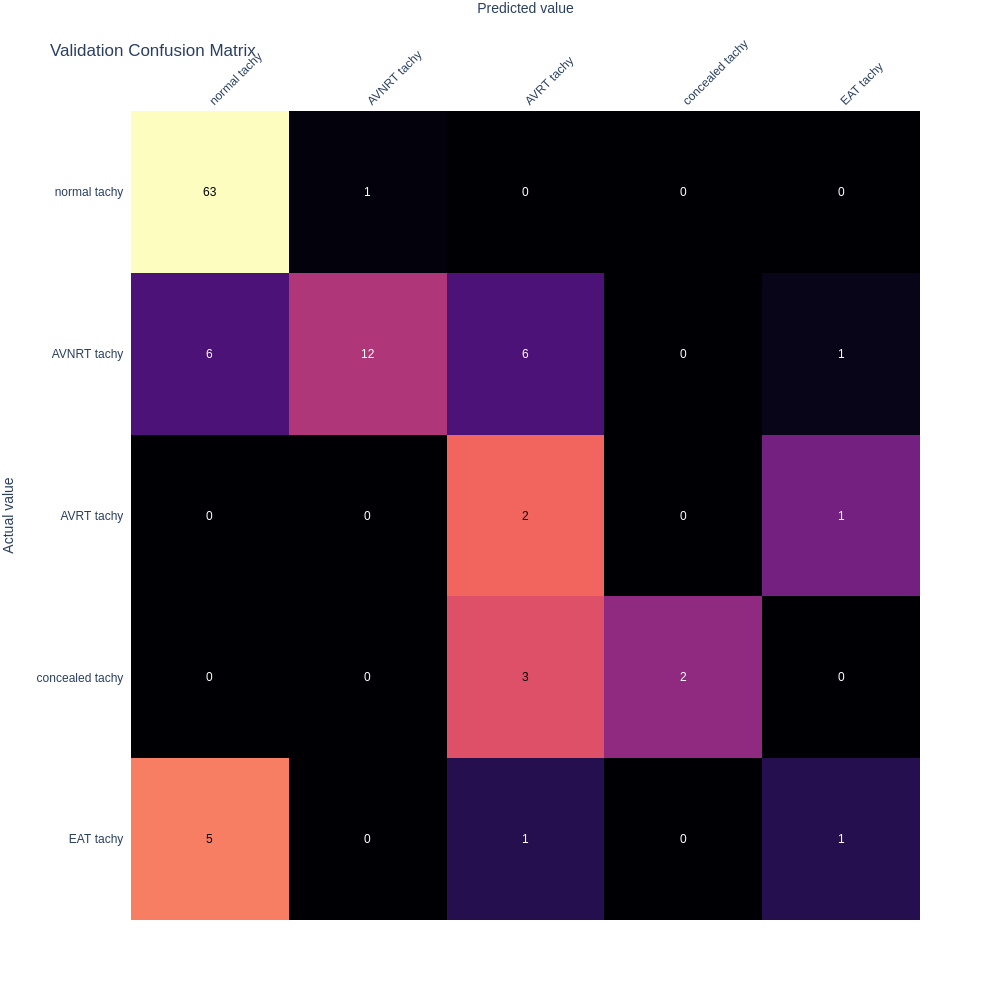 Predicted value
Validation Confusion Matrix
normal tachy AVNRT tachy AVRT tachy concealed tachy EAT tachy
Actual value
normal tachy 63 1 0 0 0
AVNRT tachy 6 12 6 0 1
AVRT tachy 0 0 2 0 1
concealed tachy 0 0 3 2 0
EAT tachy 5 0 1 0 1